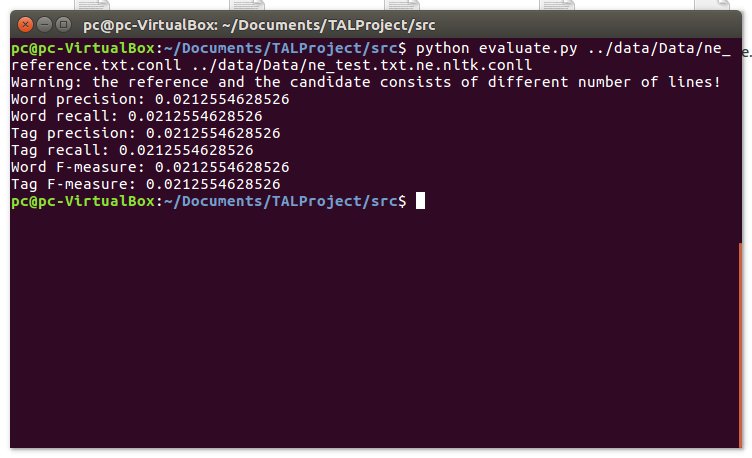 pc@pc-VirtualBox: ~/Documents/TALProject/src
pc@pc-VirtualBox:~/Documents/TALProject/src$ python evaluate.py ../data/Data/ne_
reference.txt.conll ../data/Data/ne_test.txt.ne.nltk.conll
Warning: the reference and the candidate consists of different number of lines!
Word precision: 0.0212554628526
Word recall: 0.0212554628526
Tag precision: 0.0212554628526
Tag recall: 0.0212554628526
Word F-measure: 0.0212554628526
Tag F-measure: 0.0212554628526
pc@pc-VirtualBox:~/Documents/TALProject/src$
e.